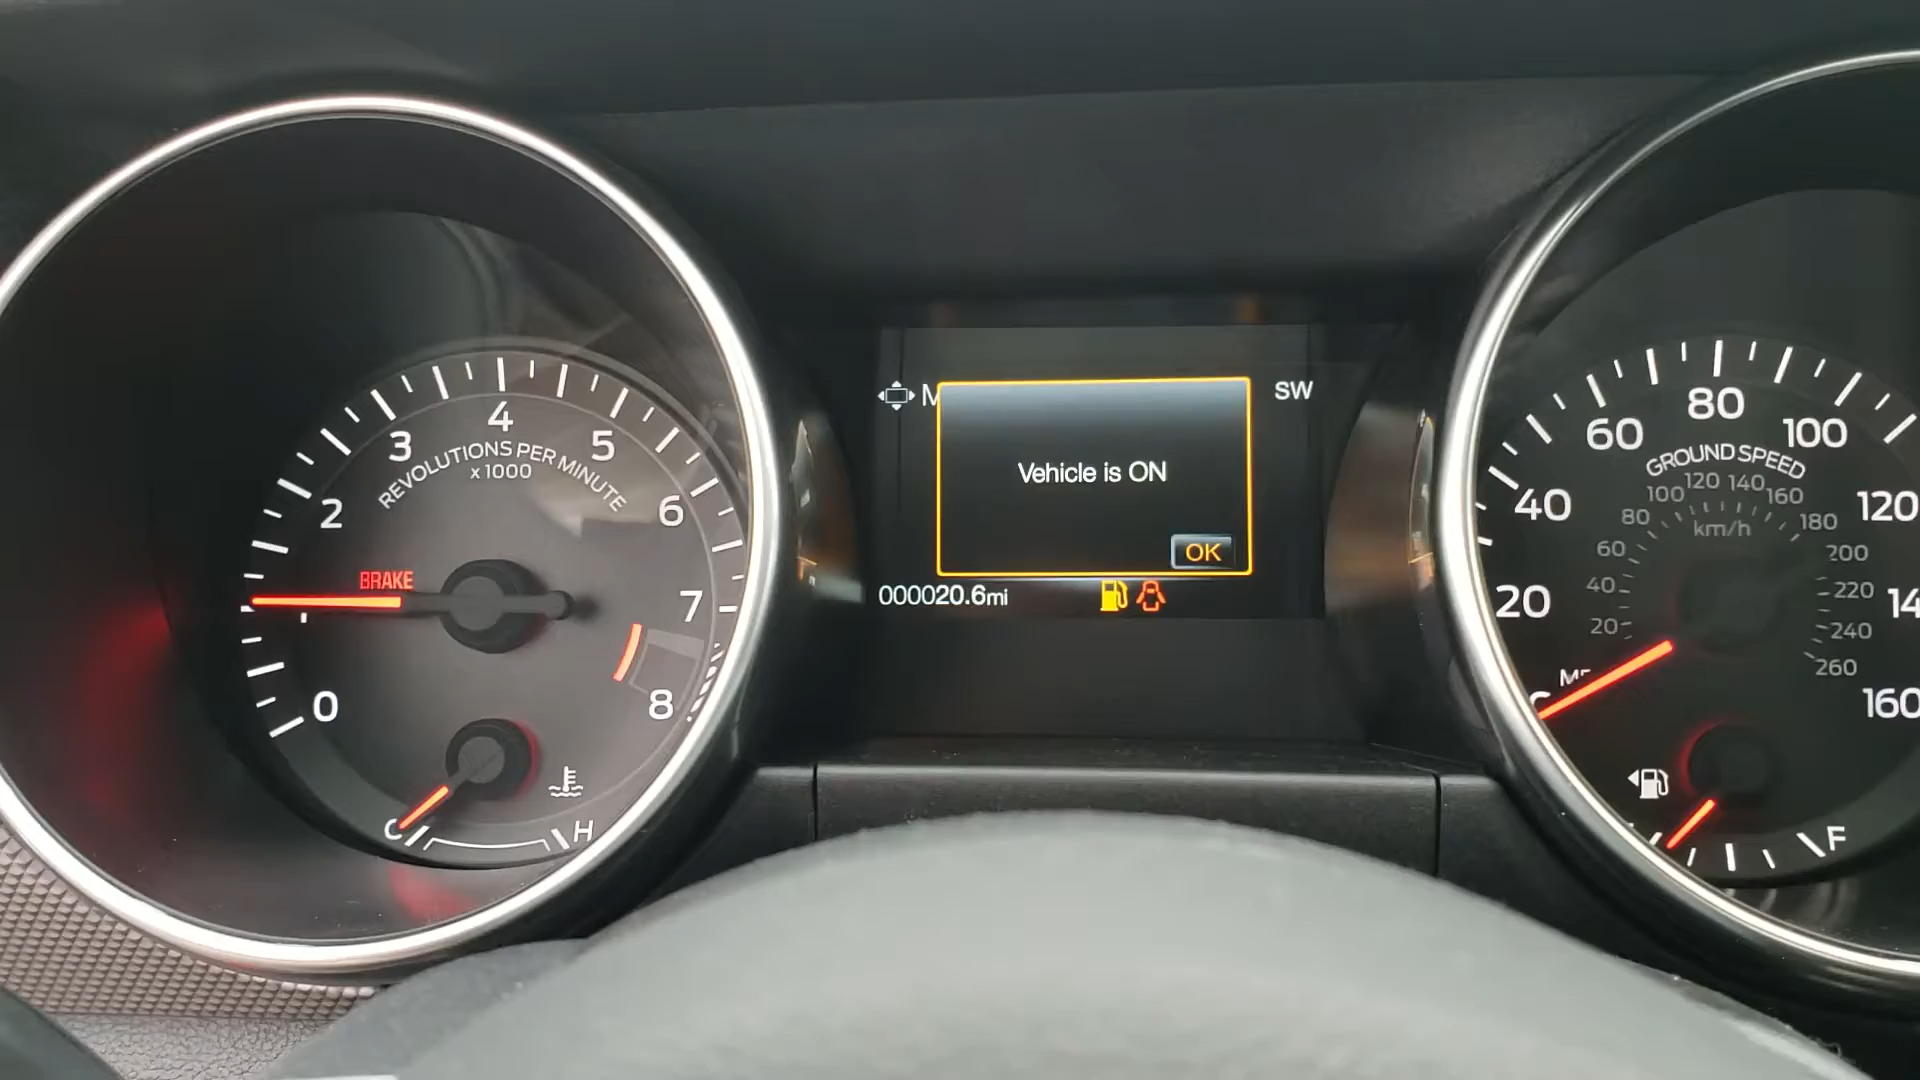 0
2
3
4
5
6
7
8
REVOLUTIONS PER MINUTE
x 1000
BRAKE
C
H
M
SW
Vehicle is ON
OK
000020.6mi
20
40
60
80
100
120
160
GROUND SPEED
20
40
60
80
100
120
140
160
180
200
220
240
260
km/h
F